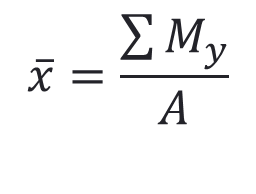 x̄ = ∑ M_y / A